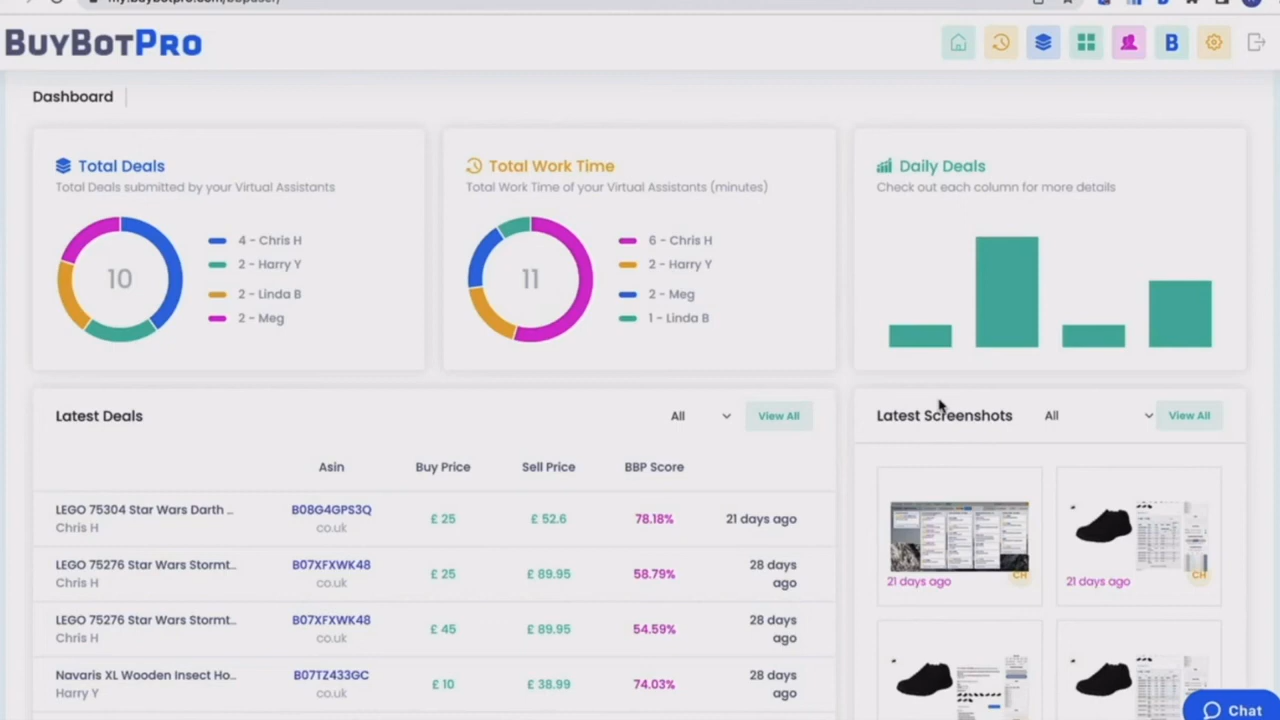 BUYBOTPRO
B
Dashboard
Total Deals
Total Deals submitted by your Virtual Assistants
10
4 - Chris H
2 - Harry Y
2 - Linda B
2 - Meg
Total Work Time
Total Work Time of your Virtual Assistants (minutes)
11
6 - Chris H
2 - Harry Y
2 - Meg
1 - Linda B
Daily Deals
Check out each column for more details
Latest Deals
All
View All
Asin
Buy Price
Sell Price
BBP Score
LEGO 75304 Star Wars Darth ...
Chris H
B08G4GPS3Q
co.uk
£ 25
£ 52.6
78.18%
21 days ago
LEGO 75276 Star Wars Stormt...
Chris H
B07XFXWK48
co.uk
£ 25
£ 89.95
58.79%
28 days
ago
LEGO 75276 Star Wars Stormt...
Chris H
B07XFXWK48
co.uk
£ 45
£ 89.95
54.59%
28 days
ago
Navaris XL Wooden Insect Ho...
Harry Y
B07TZ433GC
co.uk
£ 10
£ 38.99
74.03%
28 days
ago
Latest Screenshots
All
View All
21 days ago
CH
21 days ago
CH
Chat